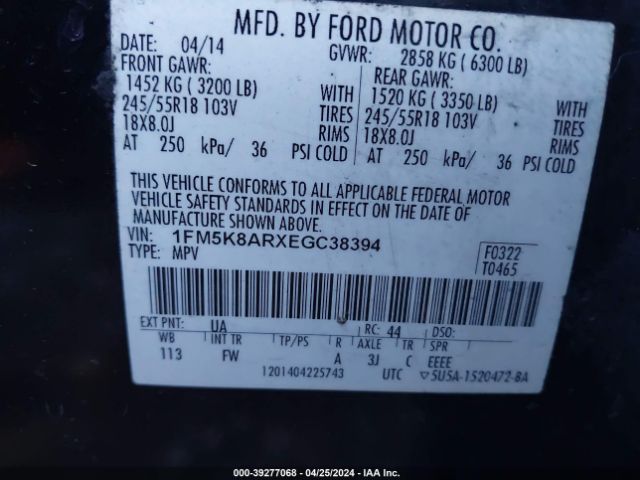 MFD. BY FORD MOTOR CO.
DATE: 04/14 GVWR: 2858 KG ( 6300 LB)
FRONT GAWR: REAR GAWR:
1452 KG ( 3200 LB) WITH 1520 KG ( 3350 LB) WITH
245/55R18 103V TIRES 245/55R18 103V TIRES
18X8.0J RIMS 18X8.0J RIMS
AT 250 kPa/ 36 PSI COLD AT 250 kPa/ 36 PSI COLD
THIS VEHICLE CONFORMS TO ALL APPLICABLE FEDERAL MOTOR
VEHICLE SAFETY STANDARDS IN EFFECT ON THE DATE OF
MANUFACTURE SHOWN ABOVE.
VIN: 1FM5K8ARXEGC38394 F0322
TYPE: MPV T0465
EXT PNT: UA RC: 44 DSO:
WB INT TR TP/PS R AXLE TR SPR
113 FW A 3J C EEEE
1201404225743 UTC ▽5U5A-1520472-BA
000-39277068 - 04/25/2024 - IAA Inc.